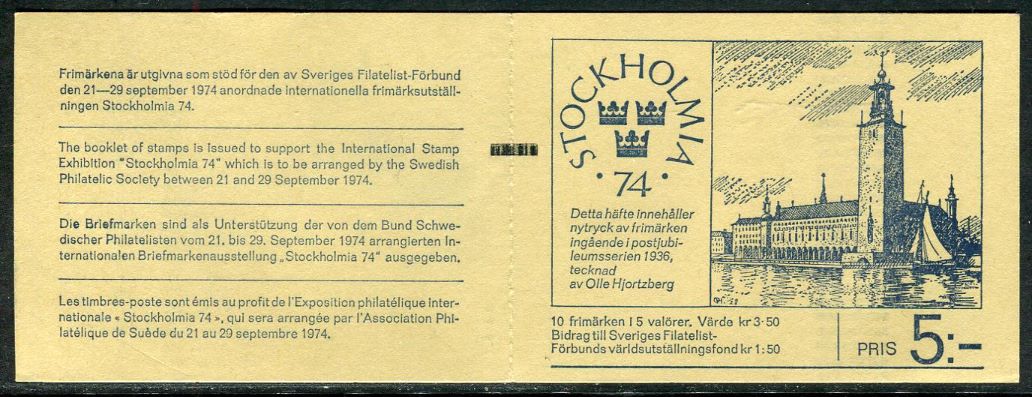 Frimärkena är utgivna som stöd för den av Sveriges Filatelist-Förbund
den 21—29 september 1974 anordnade internationella frimärksutställ-
ningen Stockholmia 74.
The booklet of stamps is issued to support the International Stamp
Exhibition "Stockholmia 74" which is to be arranged by the Swedish
Philatelic Society between 21 and 29 September 1974.
Die Briefmarken sind als Unterstützung der von dem Bund Schwe-
discher Philatelisten vom 21. bis 29. September 1974 arrangierten In-
ternationalen Briefmarkenausstellung „Stockholmia 74" ausgegeben.
Les timbres-poste sont émis au profit de l'Exposition philatélique inter-
nationale « Stockholmia 74 », qui sera arrangée par l'Association Phi-
latélique de Suède du 21 au 29 septembre 1974.
STOCKHOLMIA
· 74 ·
Detta häfte innehåller
nytryck av frimärken
ingående i postjubi-
leumsserien 1936,
tecknad
av Olle Hjortzberg
10 frimärken i 5 valörer. Värde kr 3·50
Bidrag till Sveriges Filatelist-
Förbunds världsutställningsfond kr 1:50
PRIS 5:-